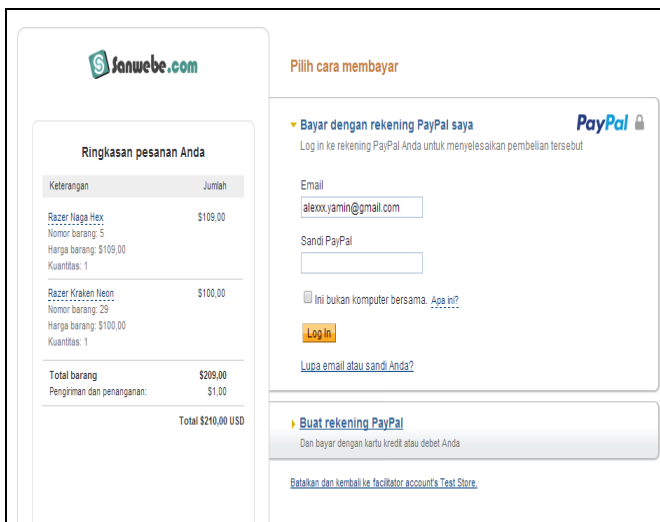 Sanwebe.com
Ringkasan pesanan Anda
Keterangan Jumlah
Razer Naga Hex $109,00
Nomor barang: 5
Harga barang: $109,00
Kuantitas: 1
Razer Kraken Neon $100,00
Nomor barang: 29
Harga barang: $100,00
Kuantitas: 1
Total barang $209,00
Pengiriman dan penanganan: $1,00
Total $210,00 USD
Pilih cara membayar
Bayar dengan rekening PayPal saya PayPal
Log in ke rekening PayPal Anda untuk menyelesaikan pembelian tersebut
Email
alexxx.yamin@gmail.com
Sandi PayPal
Ini bukan komputer bersama. Apa ini?
Log In
Lupa email atau sandi Anda?
Buat rekening PayPal
Dan bayar dengan kartu kredit atau debet Anda
Batalkan dan kembali ke facilitator account's Test Store.